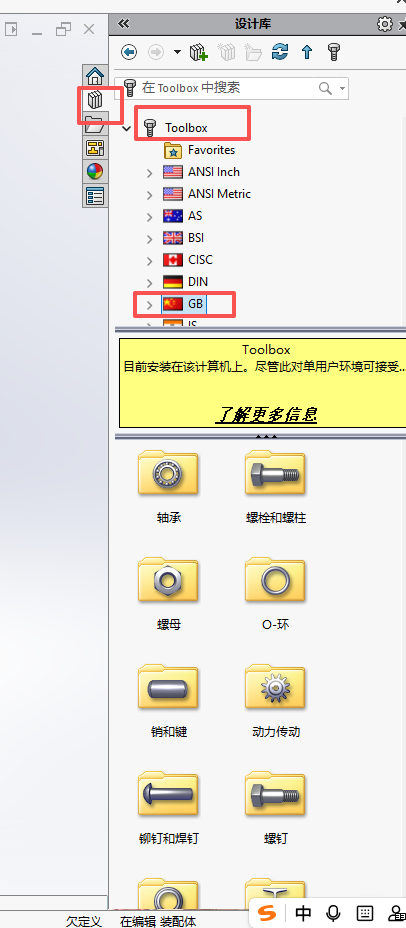 设计库
在 Toolbox 中搜索
Toolbox
Favorites
ANSI Inch
ANSI Metric
AS
BSI
CISC
DIN
GB
IS
Toolbox
目前安装在该计算机上。尽管此对单用户环境可接受...
了解更多信息
轴承
螺栓和螺柱
螺母
O-环
销和键
动力传动
铆钉和焊钉
螺钉
中
欠定义
在编辑 装配体